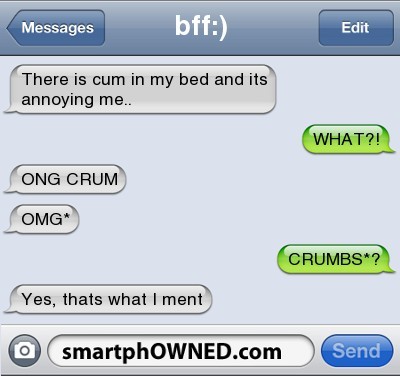 Messages
bff:)
Edit
There is cum in my bed and its
annoying me..
WHAT?!
ONG CRUM
OMG*
CRUMBS*?
Yes, thats what I ment
smartphOWNED.com
Send